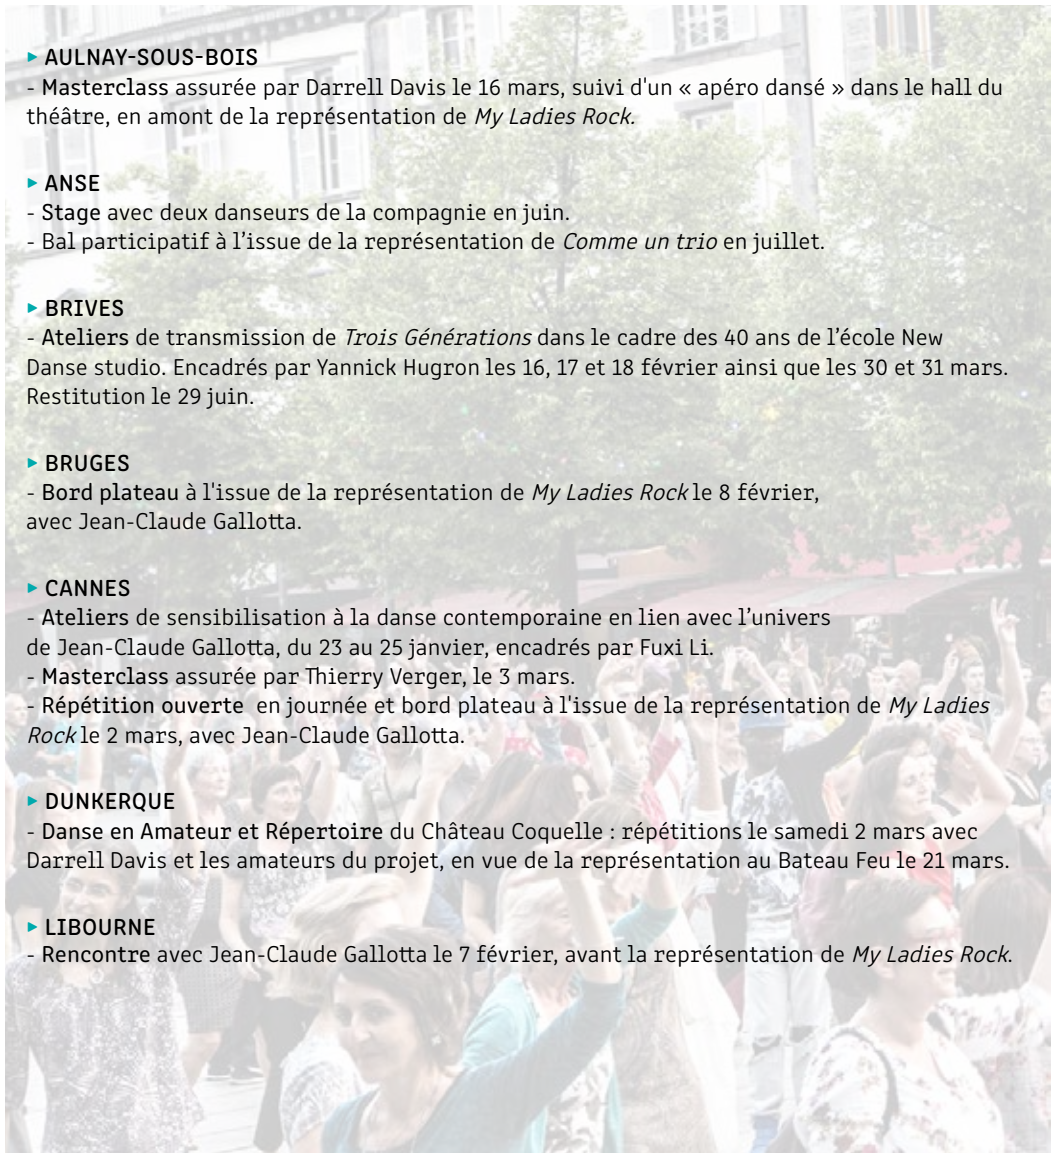 ▸ AULNAY-SOUS-BOIS
- Masterclass assurée par Darrell Davis le 16 mars, suivi d'un « apéro dansé » dans le hall du
théâtre, en amont de la représentation de My Ladies Rock.
▸ ANSE
- Stage avec deux danseurs de la compagnie en juin.
- Bal participatif à l’issue de la représentation de Comme un trio en juillet.
▸ BRIVES
- Ateliers de transmission de Trois Générations dans le cadre des 40 ans de l’école New
Danse studio. Encadrés par Yannick Hugron les 16, 17 et 18 février ainsi que les 30 et 31 mars.
Restitution le 29 juin.
▸ BRUGES
- Bord plateau à l'issue de la représentation de My Ladies Rock le 8 février,
avec Jean-Claude Gallotta.
▸ CANNES
- Ateliers de sensibilisation à la danse contemporaine en lien avec l’univers
de Jean-Claude Gallotta, du 23 au 25 janvier, encadrés par Fuxi Li.
- Masterclass assurée par Thierry Verger, le 3 mars.
- Répétition ouverte  en journée et bord plateau à l'issue de la représentation de My Ladies
Rock le 2 mars, avec Jean-Claude Gallotta.
▸ DUNKERQUE
- Danse en Amateur et Répertoire du Château Coquelle : répétitions le samedi 2 mars avec
Darrell Davis et les amateurs du projet, en vue de la représentation au Bateau Feu le 21 mars.
▸ LIBOURNE
- Rencontre avec Jean-Claude Gallotta le 7 février, avant la représentation de My Ladies Rock.